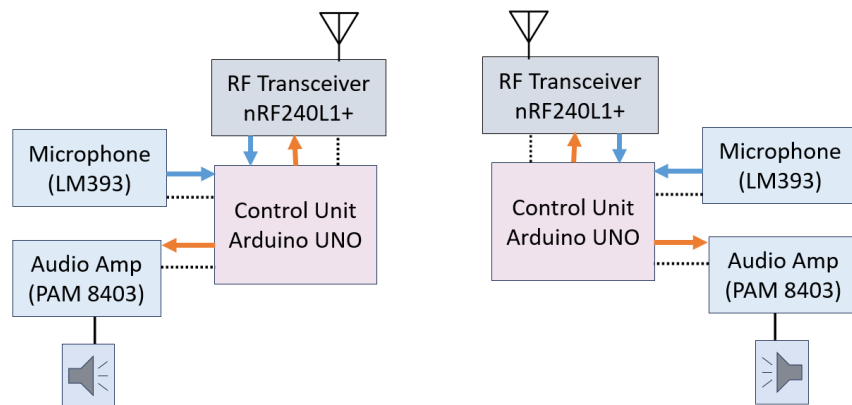 RF Transceiver
nRF240L1+
Microphone
(LM393)
Control Unit
Arduino UNO
Audio Amp
(PAM 8403)
RF Transceiver
nRF240L1+
Microphone
(LM393)
Control Unit
Arduino UNO
Audio Amp
(PAM 8403)